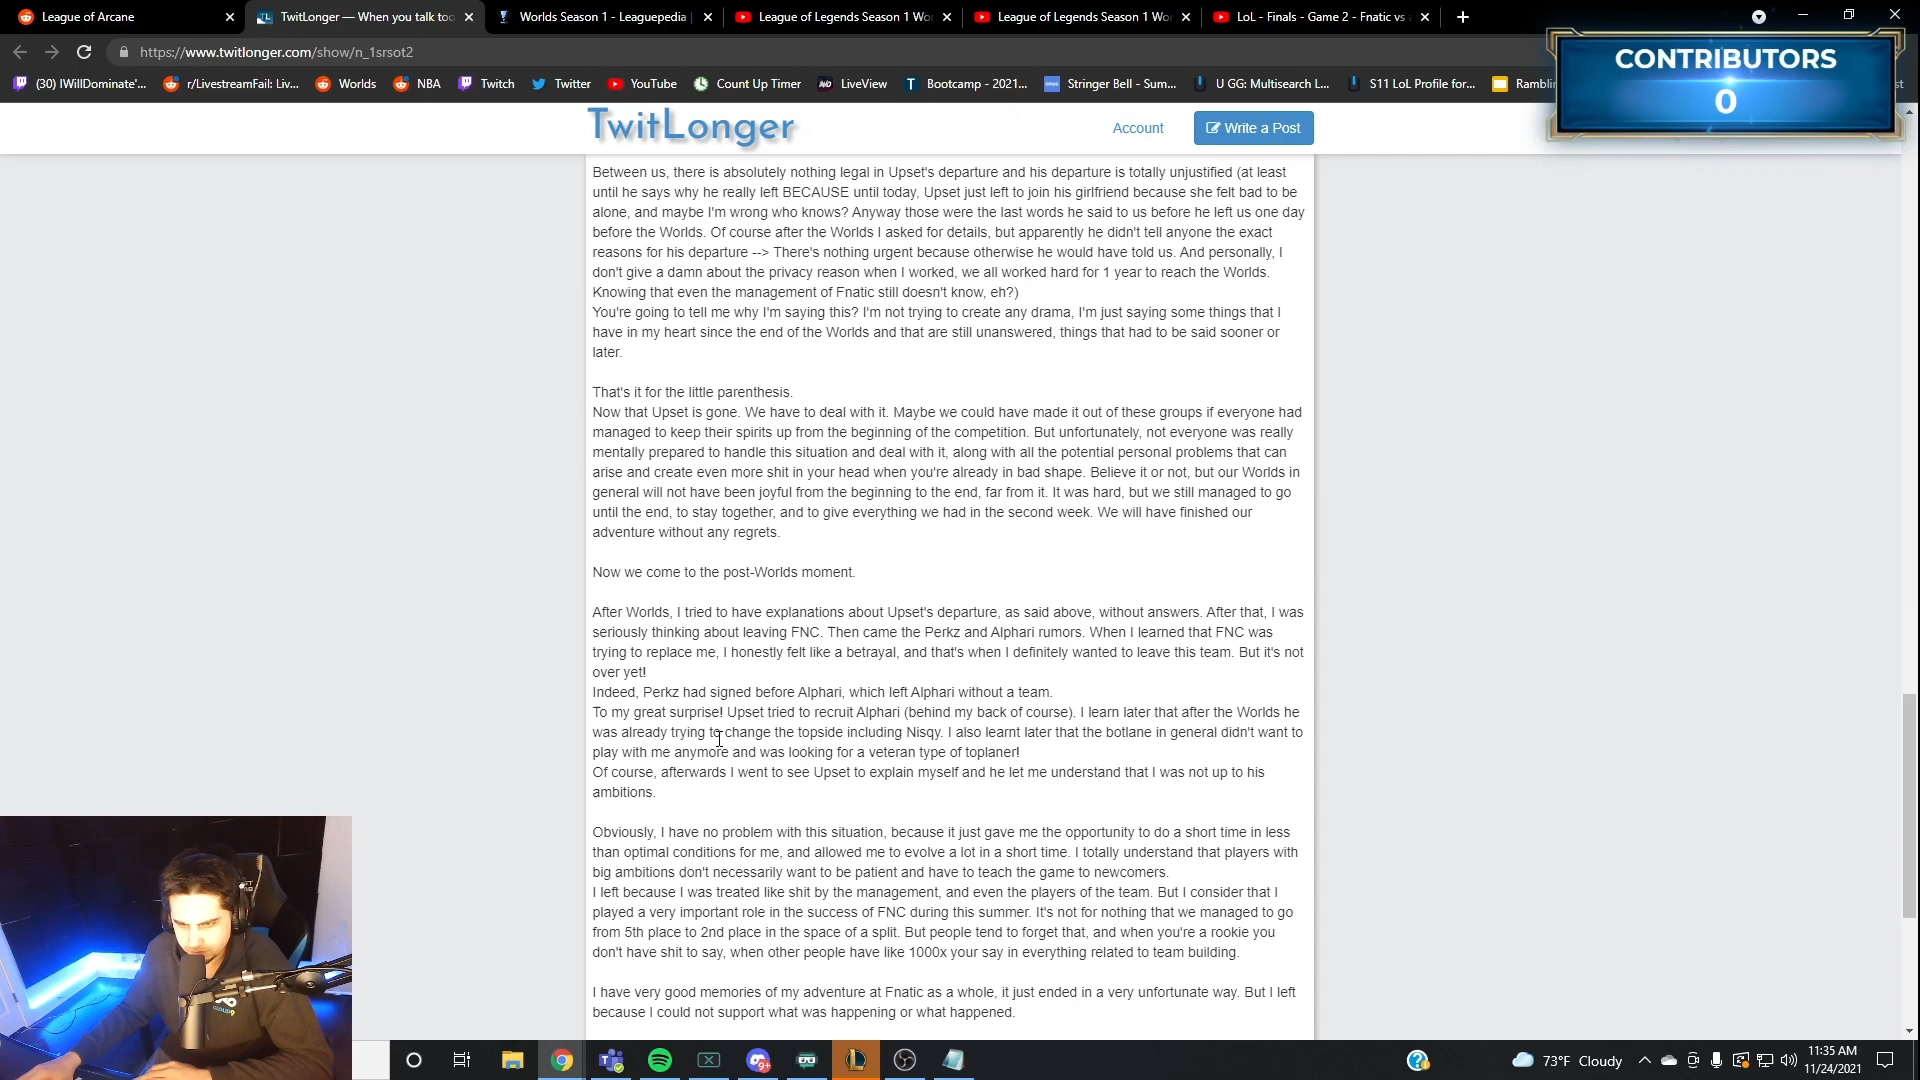 League of Arcane
TwitLonger — When you talk too
Worlds Season 1 - Leaguepedia |
League of Legends Season 1 Wor
League of Legends Season 1 Wor
LoL - Finals - Game 2 - Fnatic vs
https://www.twitlonger.com/show/n_1srsot2
(30) IWillDominate'...
r/LivestreamFail: Liv...
Worlds
NBA
Twitch
Twitter
YouTube
Count Up Timer
LiveView
Bootcamp - 2021...
Stringer Bell - Sum...
U GG: Multisearch L...
S11 LoL Profile for...
CONTRIBUTORS
0
TwitLonger
Account
Write a Post
Between us, there is absolutely nothing legal in Upset's departure and his departure is totally unjustified (at least
until he says why he really left BECAUSE until today, Upset just left to join his girlfriend because she felt bad to be
alone, and maybe I'm wrong who knows? Anyway those were the last words he said to us before he left us one day
before the Worlds. Of course after the Worlds I asked for details, but apparently he didn't tell anyone the exact
reasons for his departure --> There's nothing urgent because otherwise he would have told us. And personally, I
don't give a damn about the privacy reason when I worked, we all worked hard for 1 year to reach the Worlds.
Knowing that even the management of Fnatic still doesn't know, eh?)
You're going to tell me why I'm saying this? I'm not trying to create any drama, I'm just saying some things that I
have in my heart since the end of the Worlds and that are still unanswered, things that had to be said sooner or
later.
That's it for the little parenthesis.
Now that Upset is gone. We have to deal with it. Maybe we could have made it out of these groups if everyone had
managed to keep their spirits up from the beginning of the competition. But unfortunately, not everyone was really
mentally prepared to handle this situation and deal with it, along with all the potential personal problems that can
arise and create even more shit in your head when you're already in bad shape. Believe it or not, but our Worlds in
general will not have been joyful from the beginning to the end, far from it. It was hard, but we still managed to go
until the end, to stay together, and to give everything we had in the second week. We will have finished our
adventure without any regrets.
Now we come to the post-Worlds moment.
After Worlds, I tried to have explanations about Upset's departure, as said above, without answers. After that, I was
seriously thinking about leaving FNC. Then came the Perkz and Alphari rumors. When I learned that FNC was
trying to replace me, I honestly felt like a betrayal, and that's when I definitely wanted to leave this team. But it's not
over yet!
Indeed, Perkz had signed before Alphari, which left Alphari without a team.
To my great surprise! Upset tried to recruit Alphari (behind my back of course). I learn later that after the Worlds he
was already trying to change the topside including Nisqy. I also learnt later that the botlane in general didn't want to
play with me anymore and was looking for a veteran type of toplaner!
Of course, afterwards I went to see Upset to explain myself and he let me understand that I was not up to his
ambitions.
Obviously, I have no problem with this situation, because it just gave me the opportunity to do a short time in less
than optimal conditions for me, and allowed me to evolve a lot in a short time. I totally understand that players with
big ambitions don't necessarily want to be patient and have to teach the game to newcomers.
I left because I was treated like shit by the management, and even the players of the team. But I consider that I
played a very important role in the success of FNC during this summer. It's not for nothing that we managed to go
from 5th place to 2nd place in the space of a split. But people tend to forget that, and when you're a rookie you
don't have shit to say, when other people have like 1000x your say in everything related to team building.
I have very good memories of my adventure at Fnatic as a whole, it just ended in a very unfortunate way. But I left
because I could not support what was happening or what happened.
73°F Cloudy
11:35 AM
11/24/2021